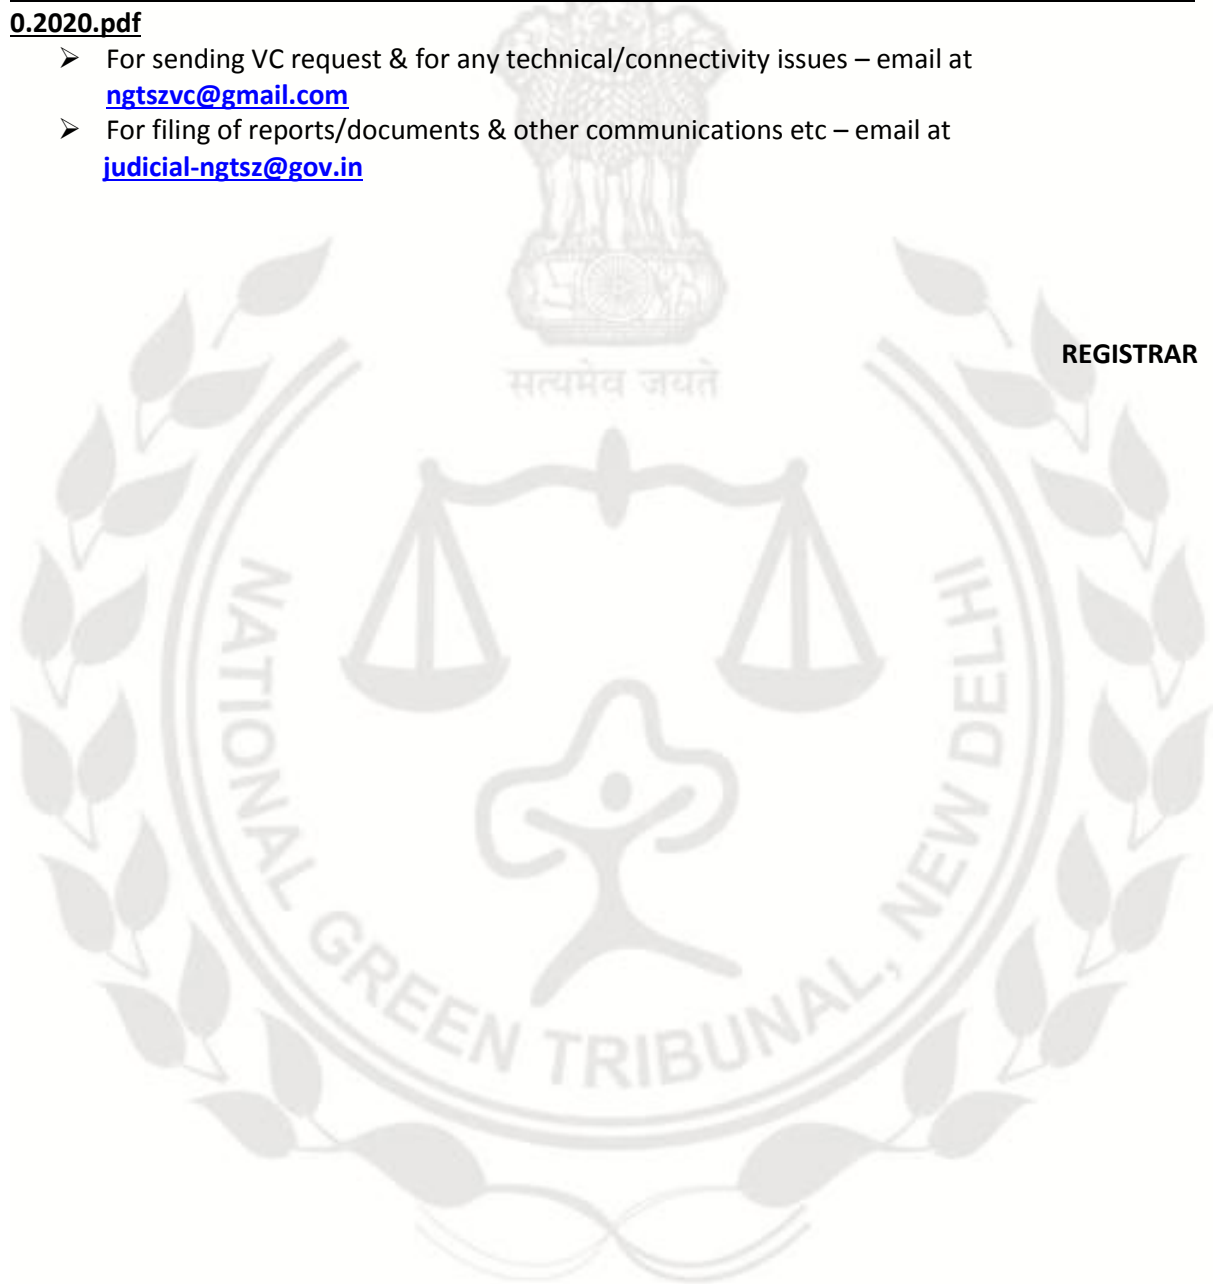 0.2020.pdf
➢ For sending VC request & for any technical/connectivity issues – email at
ngtszvc@gmail.com
➢ For filing of reports/documents & other communications etc – email at
judicial-ngtsz@gov.in
REGISTRAR
सत्यमेव जयते
NATIONAL GREEN TRIBUNAL, NEW DELHI